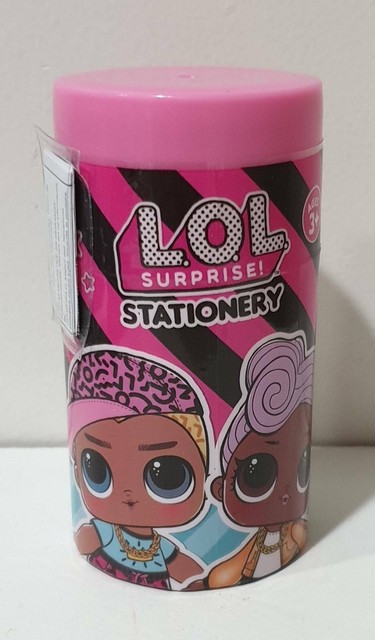 L.O.L.
SURPRISE!
STATIONERY
AGES
3+